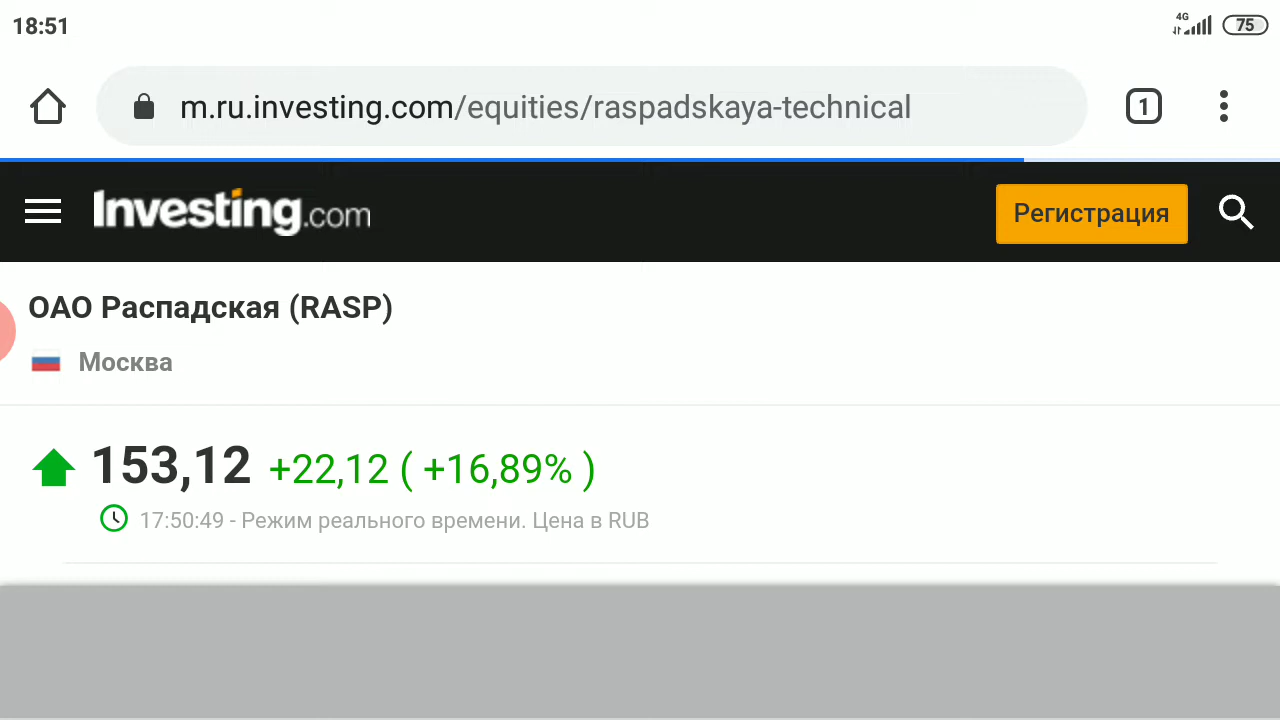 18:51
4G
75
m.ru.investing.com/equities/raspadskaya-technical
1
Investing.com
Регистрация
ОАО Распадская (RASP)
Москва
153,12 +22,12 ( +16,89% )
17:50:49 - Режим реального времени. Цена в RUB